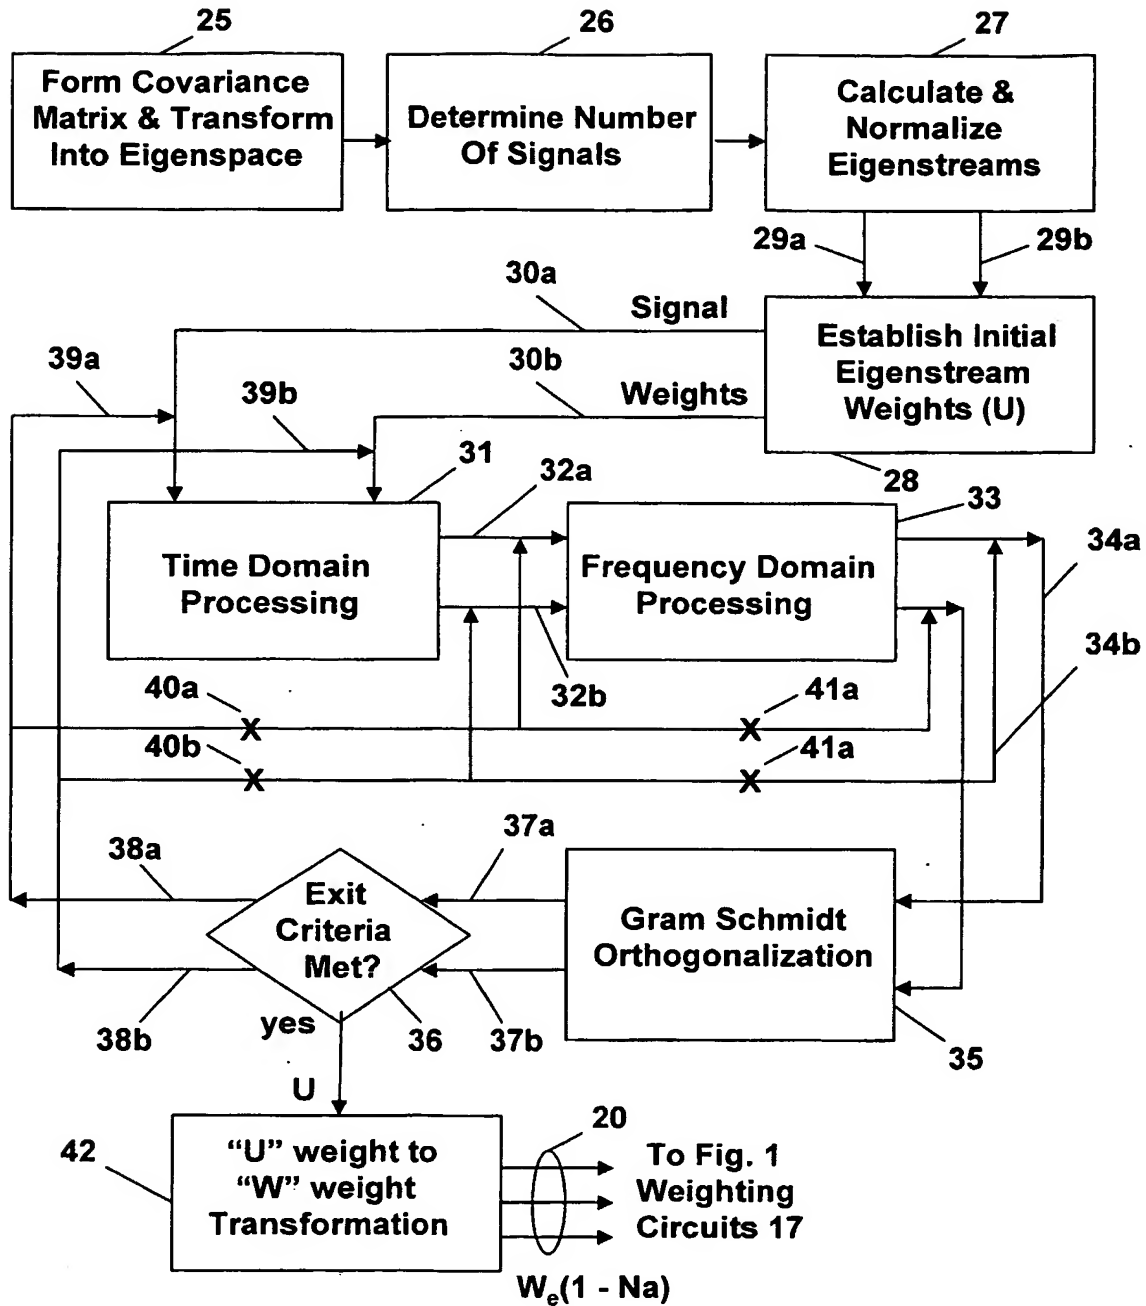 25
26
27
Form Covariance
Matrix & Transform
Into Eigenspace
Determine Number
Of Signals
Calculate &
Normalize
Eigenstreams
29a
29b
30a
Signal
Establish Initial
Eigenstream
Weights (U)
28
39a
39b
30b
Weights
31
32a
33
Time Domain
Processing
Frequency Domain
Processing
34a
34b
32b
40a
X
41a
X
40b
X
41a
X
38a
37a
Exit
Criteria
Met?
Gram Schmidt
Orthogonalization
38b
yes
36
37b
35
U
42
"U" weight to
"W" weight
Transformation
20
To Fig. 1
Weighting
Circuits 17
We(1 - Na)